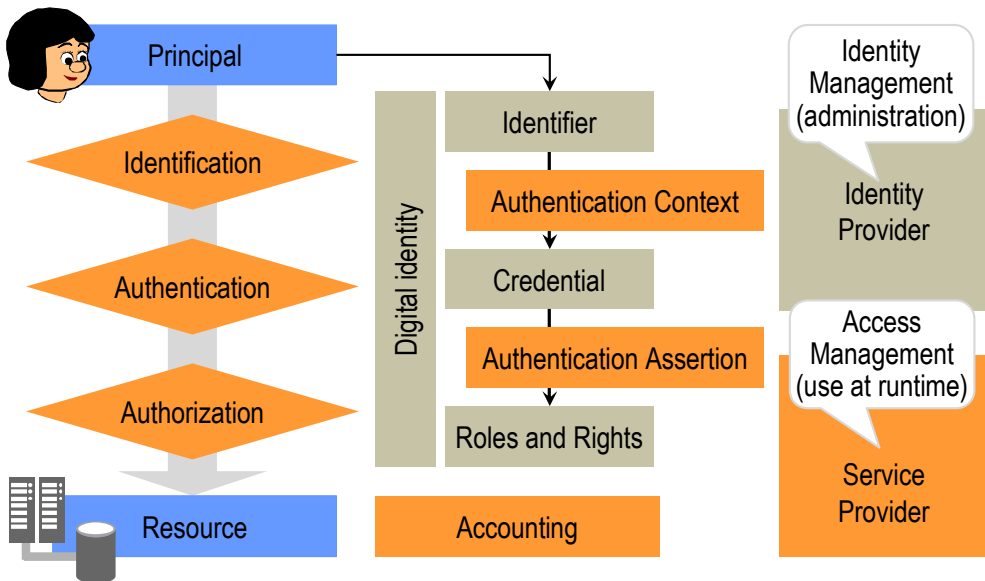 Principal
Identification
Authentication
Authorization
Resource
Digital identity
Identifier
Authentication Context
Credential
Authentication Assertion
Roles and Rights
Accounting
Identity
Management
(administration)
Identity
Provider
Access
Management
(use at runtime)
Service
Provider